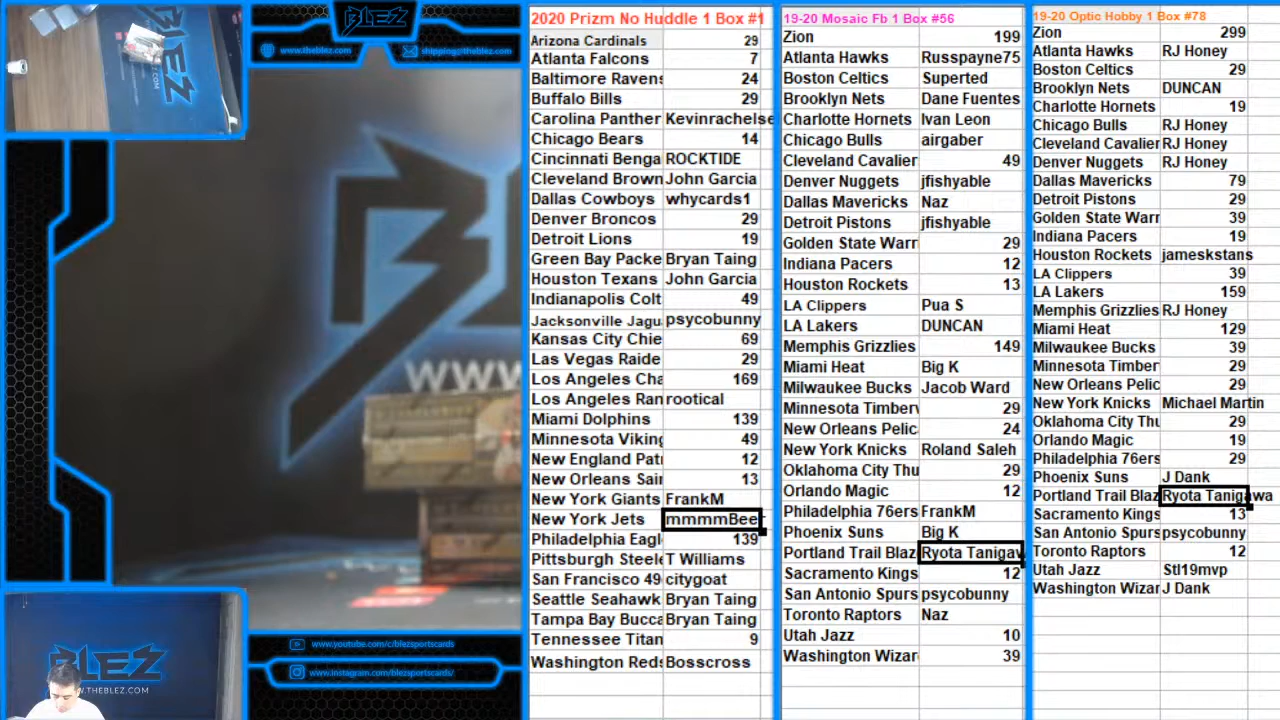 BLEZ
www.theblez.com
shipping@theblez.com
BLEZ
WWW
BLEZ
WWW.THEBLEZ.COM
www.youtube.com/c/blezsportscards
www.instagram.com/blezsportscards/
2020 Prizm No Huddle 1 Box #1
Arizona Cardinals 29
Atlanta Falcons 7
Baltimore Ravens 24
Buffalo Bills 29
Carolina Panther Kevinrachelse
Chicago Bears 14
Cincinnati Benga ROCKTIDE
Cleveland Brown John Garcia
Dallas Cowboys whycards1
Denver Broncos 29
Detroit Lions 19
Green Bay Packe Bryan Taing
Houston Texans John Garcia
Indianapolis Colt 49
Jacksonville Jagu psycobunny
Kansas City Chie 69
Las Vegas Raide 29
Los Angeles Cha 169
Los Angeles Ran rootical
Miami Dolphins 139
Minnesota Viking 49
New England Patr 12
New Orleans Sai 13
New York Giants FrankM
New York Jets mmmmBee
Philadelphia Eagl 139
Pittsburgh Steele T Williams
San Francisco 49 citygoat
Seattle Seahawk Bryan Taing
Tampa Bay Bucca Bryan Taing
Tennessee Titan 9
Washington Reds Bosscross
19-20 Mosaic Fb 1 Box #56
Zion 199
Atlanta Hawks Russpayne75
Boston Celtics Superted
Brooklyn Nets Dane Fuentes
Charlotte Hornets Ivan Leon
Chicago Bulls airgaber
Cleveland Cavalier 49
Denver Nuggets jfishyable
Dallas Mavericks Naz
Detroit Pistons jfishyable
Golden State Warr 29
Indiana Pacers 12
Houston Rockets 13
LA Clippers Pua S
LA Lakers DUNCAN
Memphis Grizzlies 149
Miami Heat Big K
Milwaukee Bucks Jacob Ward
Minnesota Timberv 29
New Orleans Pelic 24
New York Knicks Roland Saleh
Oklahoma City Thu 29
Orlando Magic 12
Philadelphia 76ers FrankM
Phoenix Suns Big K
Portland Trail Blaz Ryota Tanigaw
Sacramento Kings 12
San Antonio Spurs psycobunny
Toronto Raptors Naz
Utah Jazz 10
Washington Wizar 39
19-20 Optic Hobby 1 Box #78
Zion 299
Atlanta Hawks RJ Honey
Boston Celtics 29
Brooklyn Nets DUNCAN
Charlotte Hornets 19
Chicago Bulls RJ Honey
Cleveland Cavalier RJ Honey
Denver Nuggets RJ Honey
Dallas Mavericks 79
Detroit Pistons 29
Golden State Warr 39
Indiana Pacers 19
Houston Rockets jameskstans
LA Clippers 39
LA Lakers 159
Memphis Grizzlies RJ Honey
Miami Heat 129
Milwaukee Bucks 39
Minnesota Timber 29
New Orleans Pelic 29
New York Knicks Michael Martin
Oklahoma City Thu 29
Orlando Magic 19
Philadelphia 76ers 29
Phoenix Suns J Dank
Portland Trail Blaz Ryota Tanigawa
Sacramento Kings 13
San Antonio Spurs psycobunny
Toronto Raptors 12
Utah Jazz Stl19mvp
Washington Wizar J Dank